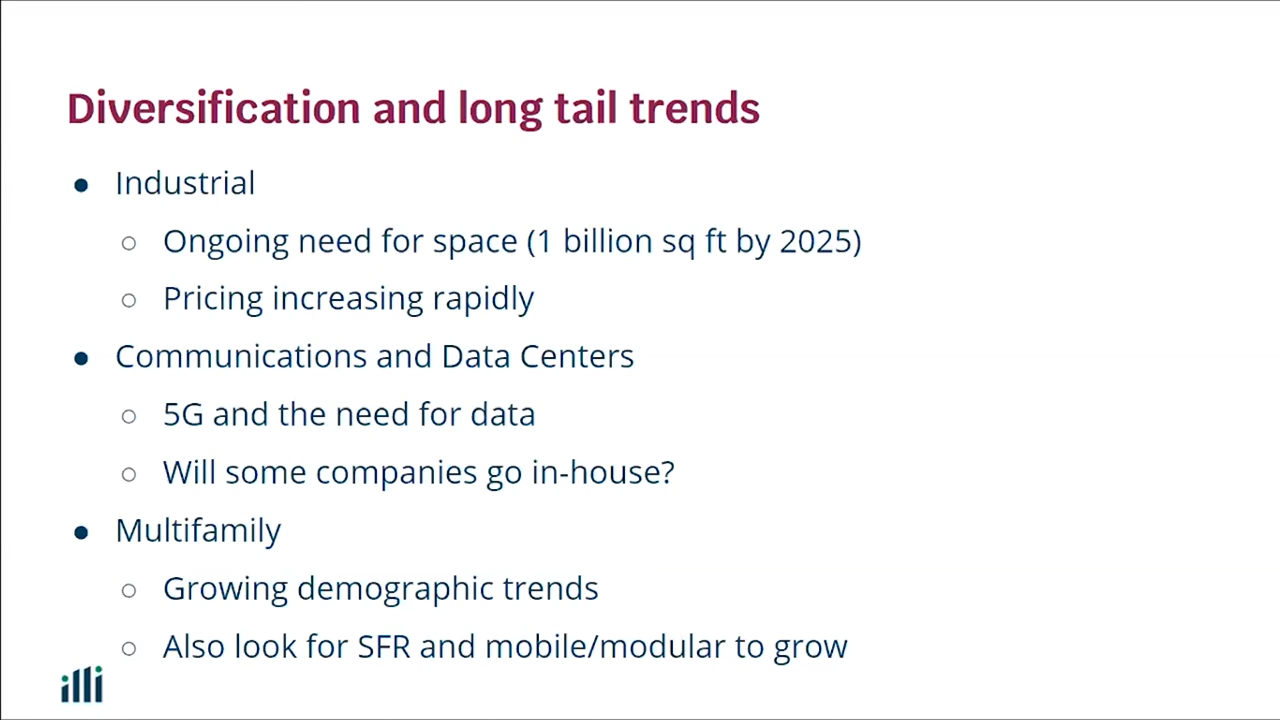 Diversification and long tail trends
● Industrial
○ Ongoing need for space (1 billion sq ft by 2025)
○ Pricing increasing rapidly
● Communications and Data Centers
○ 5G and the need for data
○ Will some companies go in-house?
● Multifamily
○ Growing demographic trends
○ Also look for SFR and mobile/modular to grow